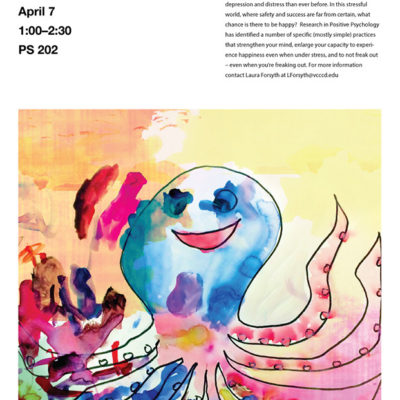 depression and distress than ever before. In this stressful
world, where safety and success are far from certain, what
chance is there to be happy?  Research in Positive Psychology
has identified a number of specific (mostly simple) practices
that strengthen your mind, enlarge your capacity to experi-
ence happiness even when under stress, and to not freak out
– even when you're freaking out. For more information
contact Laura Forsyth at LForsyth@vcccd.edu
April 7
1:00–2:30
PS 202